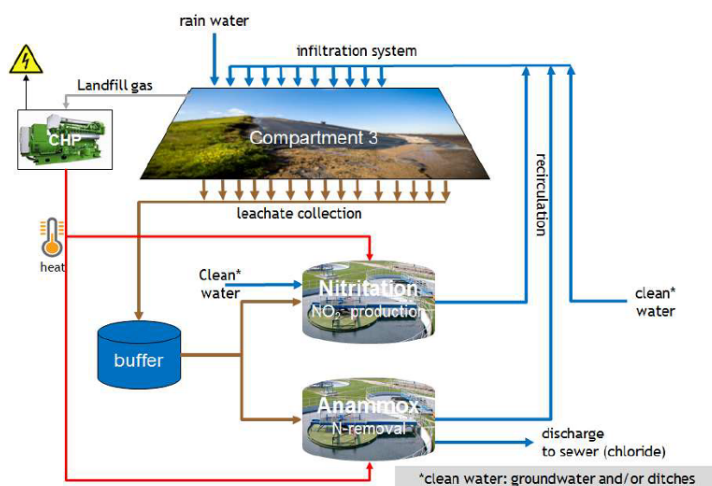 rain water
infiltration system
Landfill gas
CHP
Compartment 3
recirculation
leachate collection
heat
Clean*
water
Nitritation
NO₂⁻ production
clean*
water
buffer
Anammox
N-removal
discharge
to sewer (chloride)
*clean water: groundwater and/or ditches